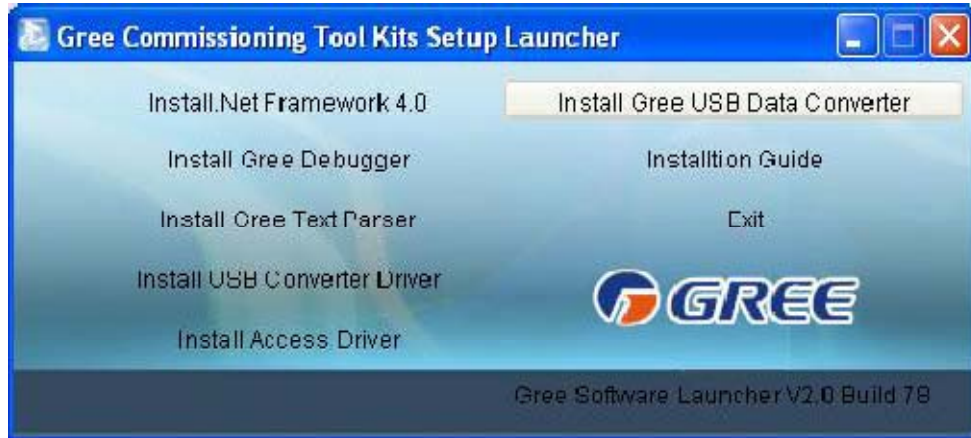 Gree Commissioning Tool Kits Setup Launcher
Install.Net Framework 4.0
Install Gree USB Data Converter
Install Gree Debugger
Installtion Guide
Install Gree Text Parser
Exit
Install USB Converter Driver
GREE
Install Access Driver
Gree Software Launcher V2.0 Build 78